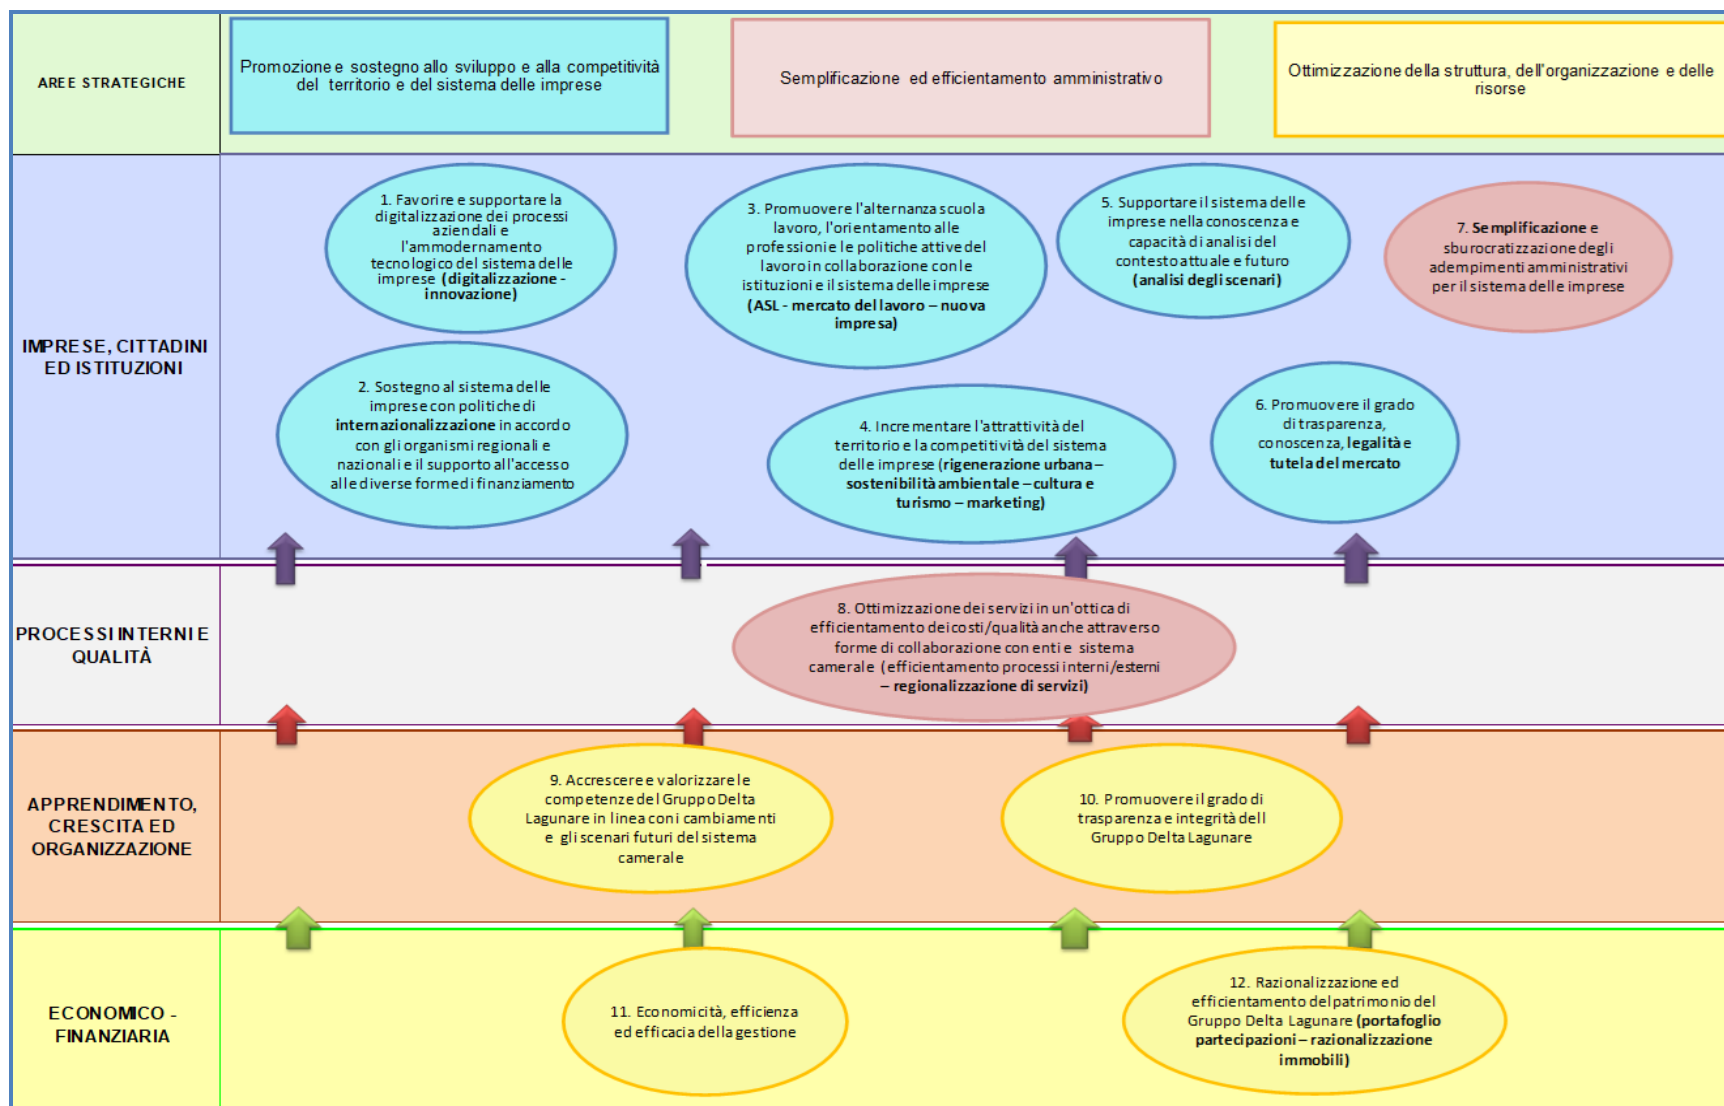 AREE STRATEGICHE
Promozione e sostegno allo sviluppo e alla competitività
del territorio e del sistema delle imprese
Semplificazione ed efficientamento amministrativo
Ottimizzazione della struttura, dell'organizzazione e delle
risorse
IMPRESE, CITTADINI
ED ISTITUZIONI
1. Favorire e supportare la
digitalizzazione dei processi
aziendali e
l'ammodernamento
tecnologico del sistema delle
imprese (digitalizzazione -
innovazione)
2. Sostegno al sistema delle
imprese con politiche di
internazionalizzazione in accordo
con gli organismi regionali e
nazionali e il supporto all'accesso
alle diverse forme di finanziamento
3. Promuovere l'alternanza scuola
lavoro, l'orientamento alle
professioni e le politiche attive del
lavoro in collaborazione con le
istituzioni e il sistema delle imprese
(ASL - mercato del lavoro – nuova
impresa)
4. Incrementare l'attrattività del
territorio e la competitività del sistema
delle imprese (rigenerazione urbana –
sostenibilità ambientale – cultura e
turismo – marketing)
5. Supportare il sistema delle
imprese nella conoscenza e
capacità di analisi del
contesto attuale e futuro
(analisi degli scenari)
6. Promuovere il grado
di trasparenza,
conoscenza, legalità e
tutela del mercato
7. Semplificazione e
sburocratizzazione degli
adempimenti amministrativi
per il sistema delle imprese
PROCESSI INTERNI E
QUALITÀ
8. Ottimizzazione dei servizi in un'ottica di
efficientamento dei costi/qualità anche attraverso
forme di collaborazione con enti e sistema
camerale (efficientamento processi interni/esterni
– regionalizzazione di servizi)
APPRENDIMENTO,
CRESCITA ED
ORGANIZZAZIONE
9. Accrescere e valorizzare le
competenze del Gruppo Delta
Lagunare in linea con i cambiamenti
e gli scenari futuri del sistema
camerale
10. Promuovere il grado di
trasparenza e integrità dell
Gruppo Delta Lagunare
ECONOMICO -
FINANZIARIA
11. Economicità, efficienza
ed efficacia della gestione
12. Razionalizzazione ed
efficientamento del patrimonio del
Gruppo Delta Lagunare (portafoglio
partecipazioni – razionalizzazione
immobili)